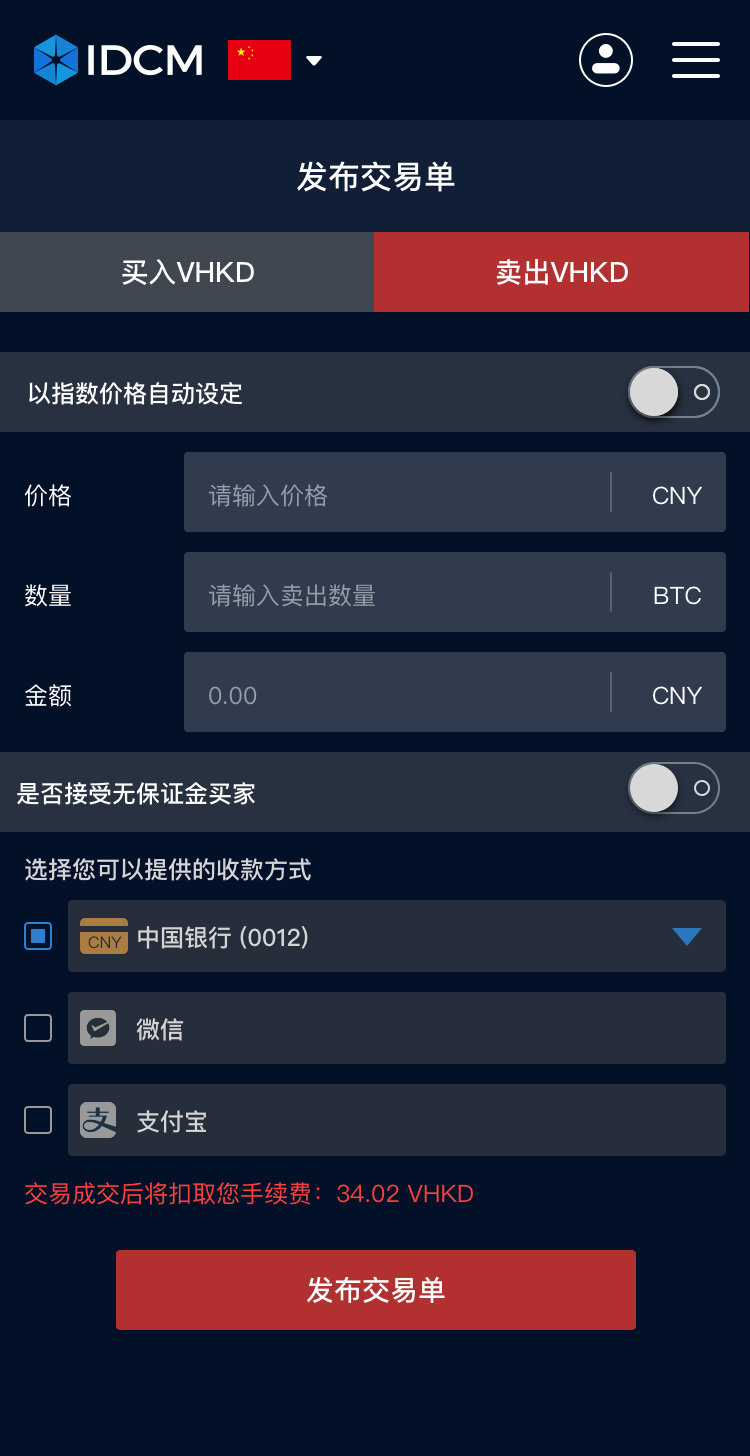 IDCM
发布交易单
买入VHKD 卖出VHKD
以指数价格自动设定
价格 请输入价格 CNY
数量 请输入卖出数量 BTC
金额 0.00 CNY
是否接受无保证金买家
选择您可以提供的收款方式
CNY 中国银行 (0012)
微信
支 支付宝
交易成交后将扣取您手续费：34.02 VHKD
发布交易单